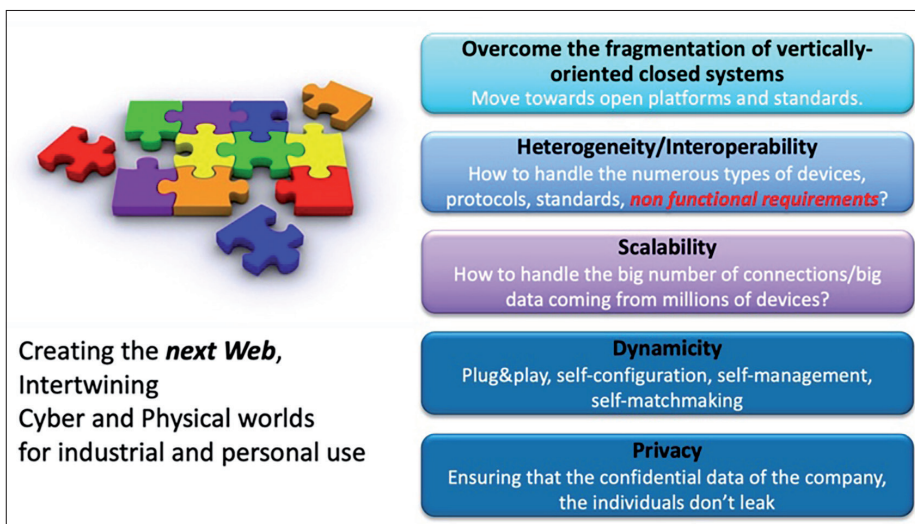 Overcome the fragmentation of vertically-
oriented closed systems
Move towards open platforms and standards.
Heterogeneity/Interoperability
How to handle the numerous types of devices,
protocols, standards, non functional requirements?
Scalability
How to handle the big number of connections/big
data coming from millions of devices?
Dynamicity
Plug&play, self-configuration, self-management,
self-matchmaking
Privacy
Ensuring that the confidential data of the company,
the individuals don’t leak
Creating the next Web,
Intertwining
Cyber and Physical worlds
for industrial and personal use